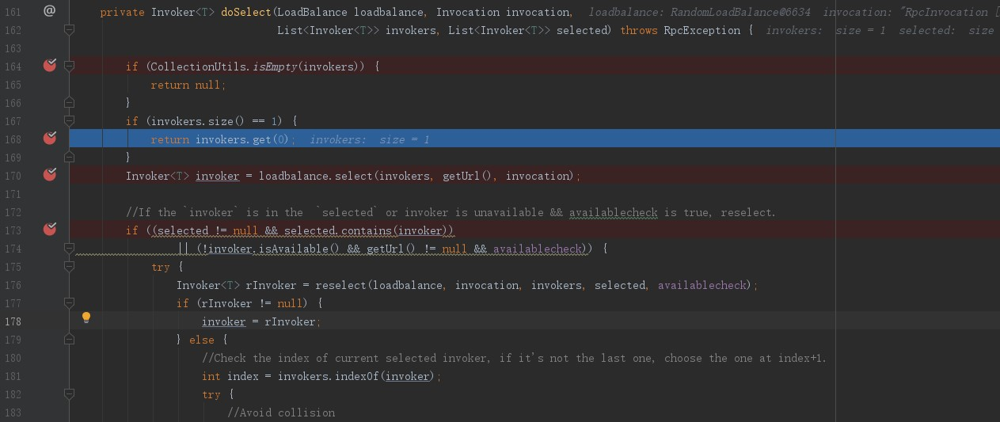 161 @ private Invoker<T> doSelect(LoadBalance loadbalance, Invocation invocation, loadbalance: RandomLoadBalance@6634 invocation: "RpcInvocation [
162 List<Invoker<T>> invokers, List<Invoker<T>> selected) throws RpcException { invokers: size = 1 selected: size
163
164 if (CollectionUtils.isEmpty(invokers)) {
165 return null;
166 }
167 if (invokers.size() == 1) {
168 return invokers.get(0); invokers: size = 1
169 }
170 Invoker<T> invoker = loadbalance.select(invokers, getUrl(), invocation);
171
172 //If the `invoker` is in the  `selected` or invoker is unavailable && availablecheck is true, reselect.
173 if ((selected != null && selected.contains(invoker))
174 || (!invoker.isAvailable() && getUrl() != null && availablecheck)) {
175 try {
176 Invoker<T> rInvoker = reselect(loadbalance, invocation, invokers, selected, availablecheck);
177 if (rInvoker != null) {
178 invoker = rInvoker;
179 } else {
180 //Check the index of current selected invoker, if it's not the last one, choose the one at index+1.
181 int index = invokers.indexOf(invoker);
182 try {
183 //Avoid collision